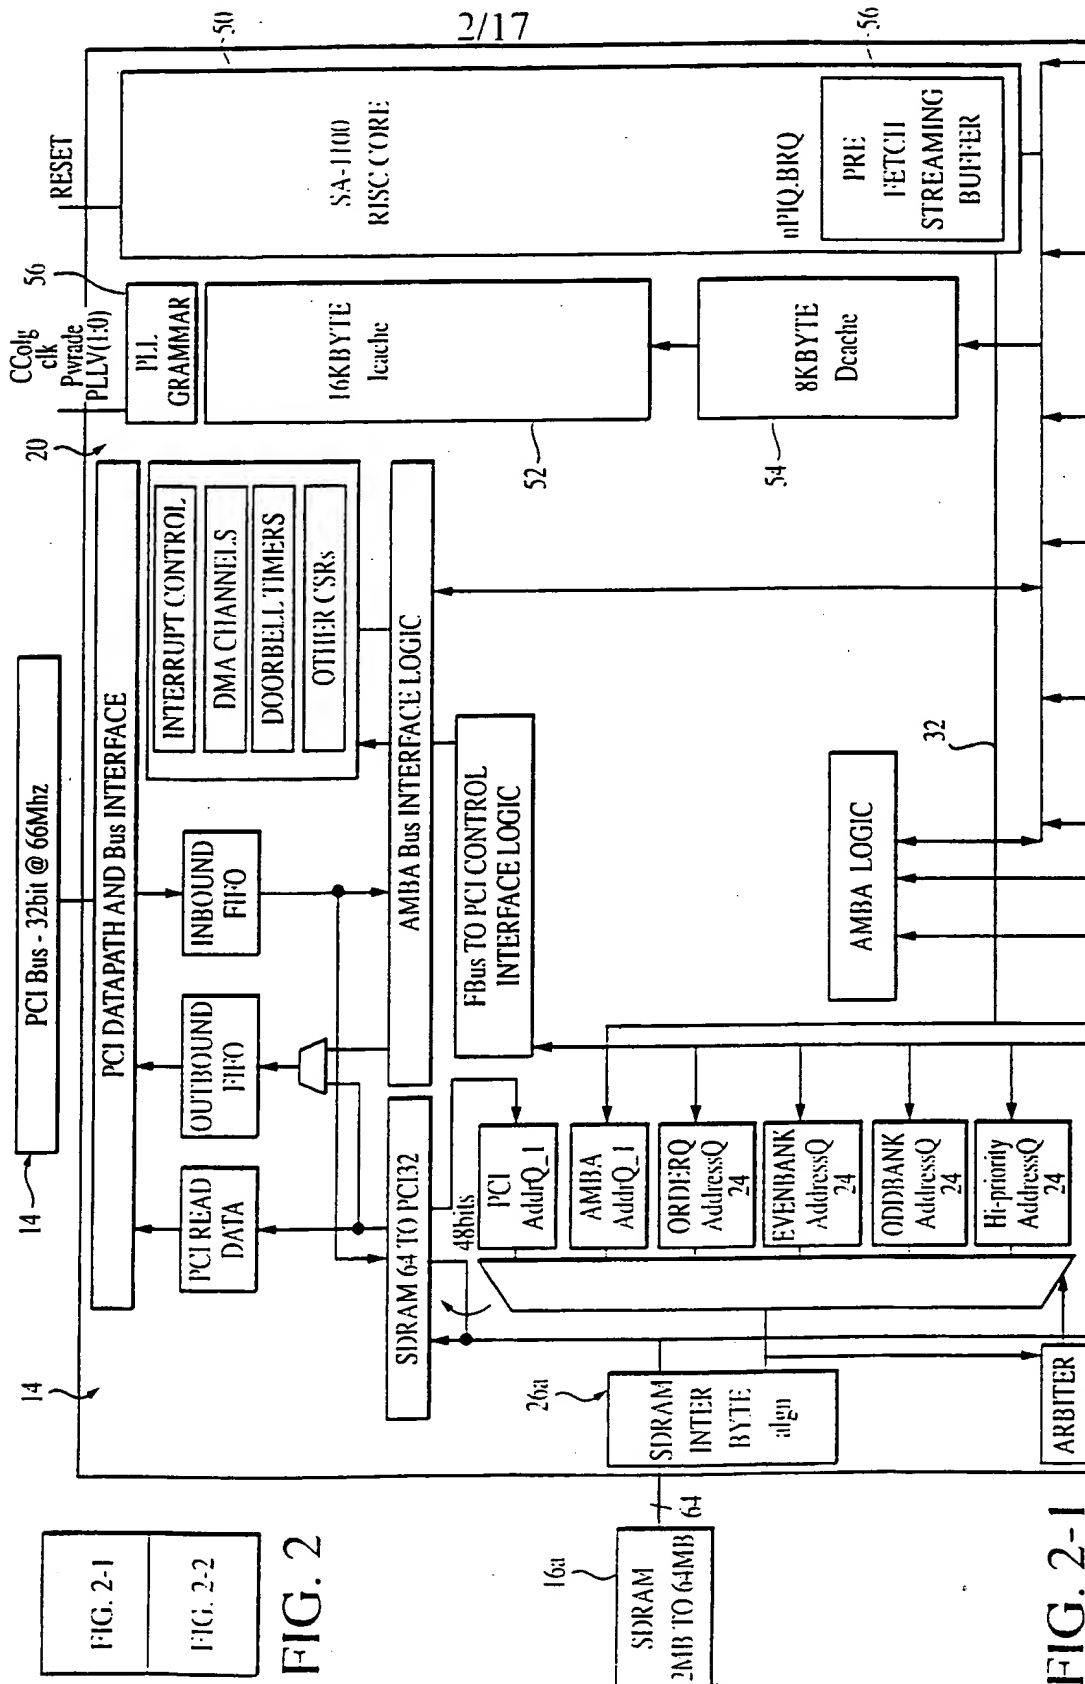 2/17
FIG. 2-1
FIG. 2-2
FIG. 2
14
PCI Bus - 32bit @ 66Mhz
CColg
clk
Pwrade
PLLV(1:0)
RESET
14
20
56
50
PCI DATAPATH AND Bus INTERFACE
PLL
GRAMMAR
PCI READ
DATA
OUTBOUND
FIFO
INBOUND
FIFO
INTERRUPT CONTROL
DMA CHANNELS
DOORBELL TIMERS
OTHER CSRs
16KBYTE
Icache
SA-1100
RISC CORE
SDRAM 64 TO PCI32
AMBA Bus INTERFACE LOGIC
52
48bits
FBus TO PCI CONTROL
INTERFACE LOGIC
PCI
AddrQ_1
AMBA
AddrQ_1
ORDERQ
AddressQ
24
EVENBANK
AddressQ
24
ODDBANK
AddressQ
24
Hi-priority
AddressQ
24
16a
SDRAM
2MB TO 64MB
64
26a
SDRAM
INTER
BYTE
algn
8KBYTE
Dcache
54
nPIQ.BRQ
PRE
FETCH
STREAMING
BUFFER
56
AMBA LOGIC
32
ARBITER
FIG. 2-1